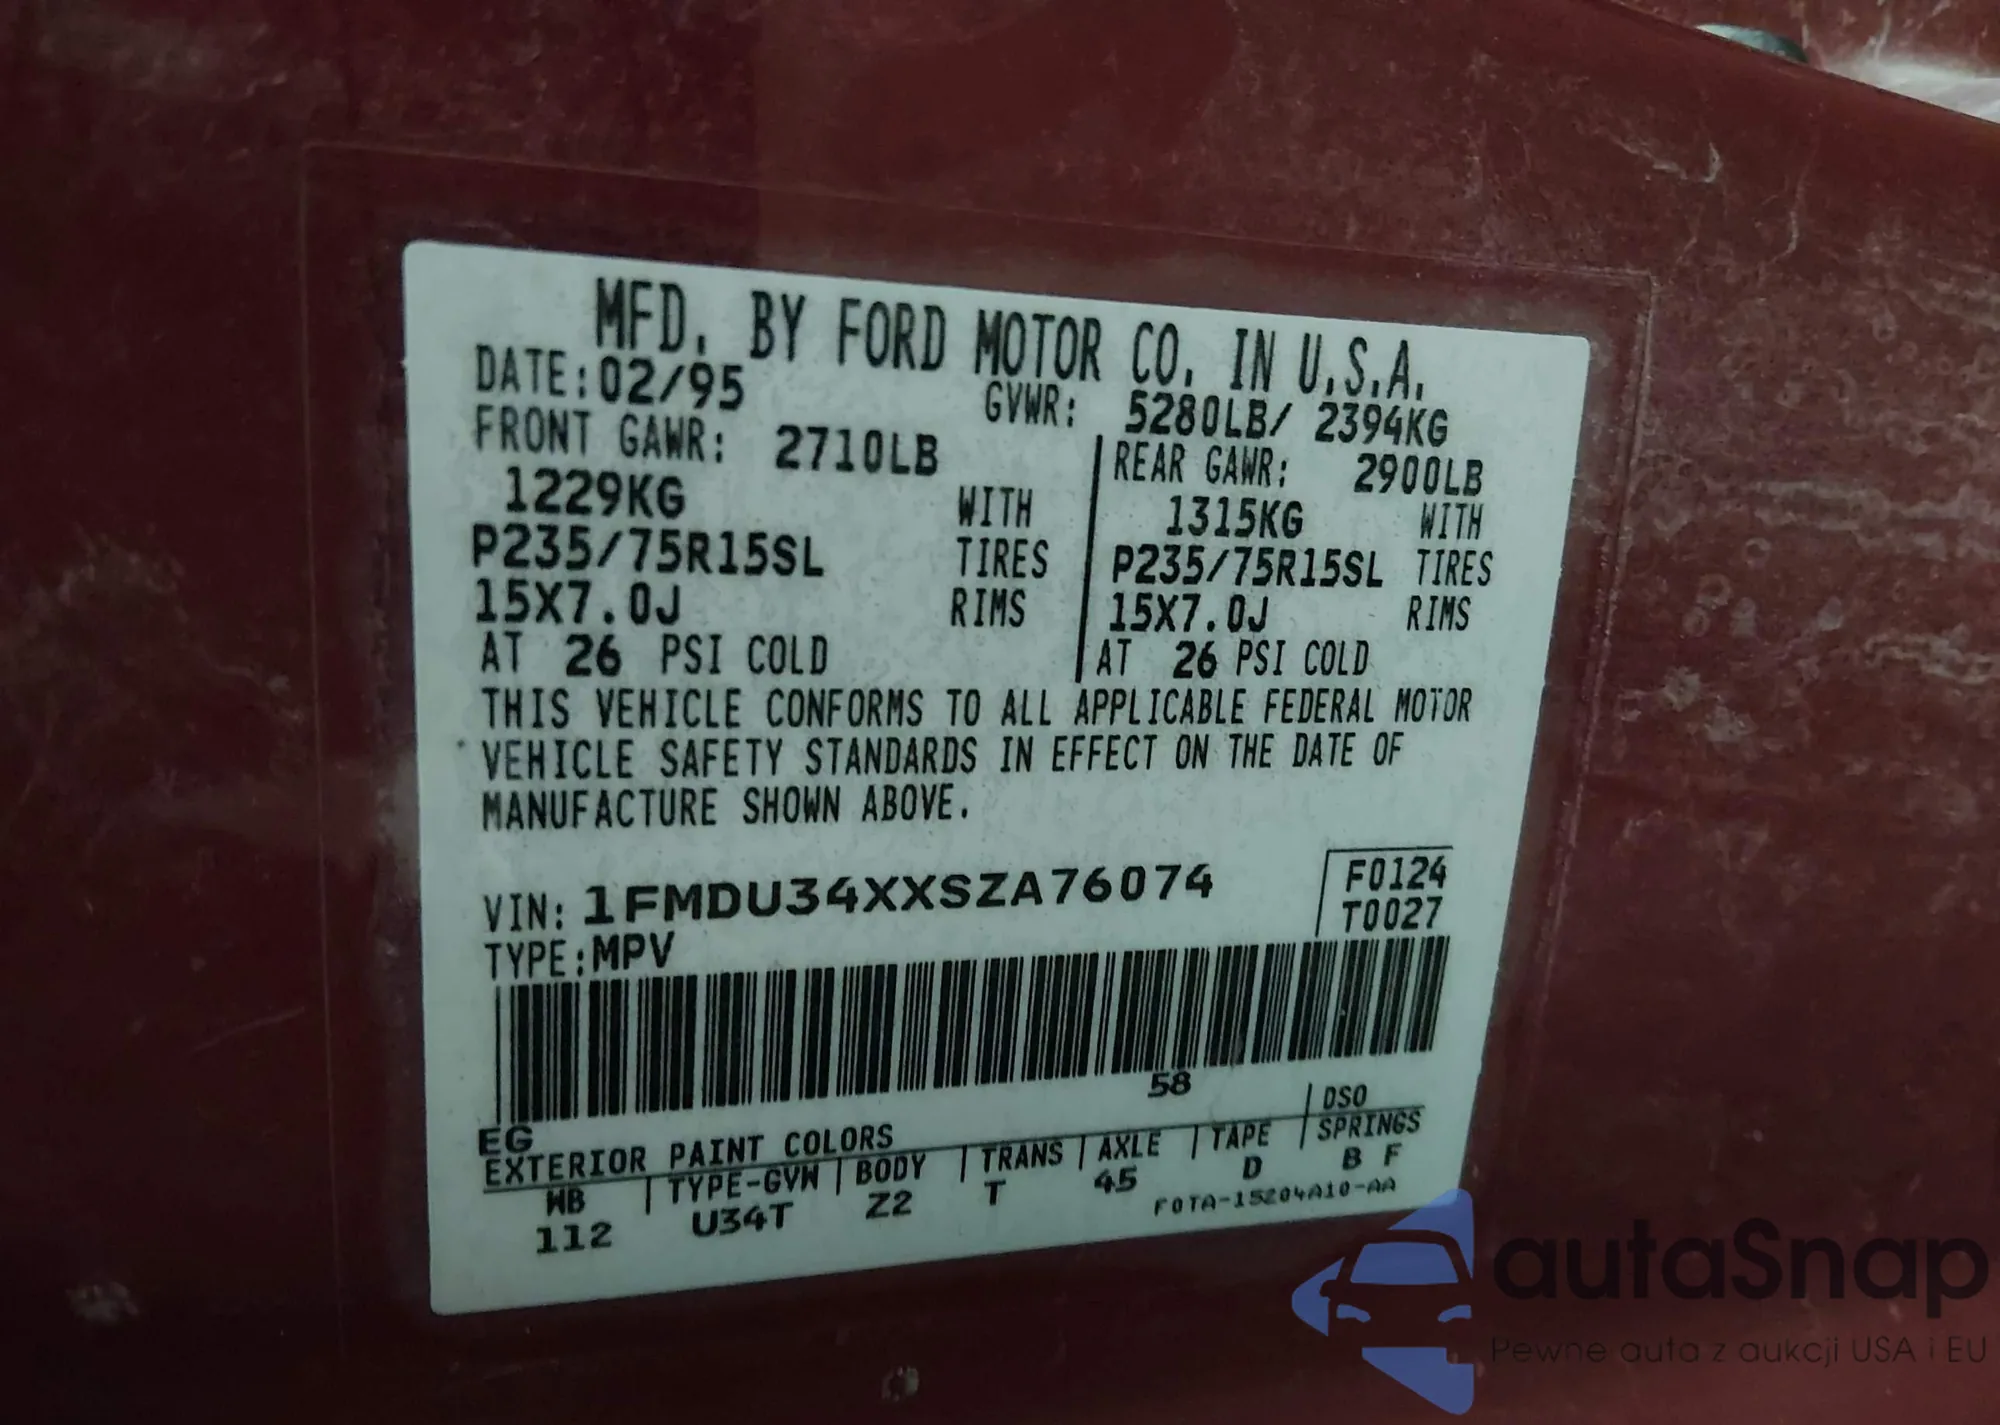 MFD. BY FORD MOTOR CO. IN U.S.A.
DATE: 02/95 GVWR: 5280LB/ 2394KG
FRONT GAWR: 2710LB REAR GAWR: 2900LB
1229KG WITH 1315KG WITH
P235/75R15SL TIRES P235/75R15SL TIRES
15X7.0J RIMS 15X7.0J RIMS
AT 26 PSI COLD AT 26 PSI COLD
THIS VEHICLE CONFORMS TO ALL APPLICABLE FEDERAL MOTOR
VEHICLE SAFETY STANDARDS IN EFFECT ON THE DATE OF
MANUFACTURE SHOWN ABOVE.
VIN: 1FMDU34XXSZA76074 F0124
TYPE: MPV T0027
58
EG DSO
EXTERIOR PAINT COLORS
WB TYPE-GVW BODY TRANS AXLE TAPE SPRINGS
112 U34T Z2 T 45 D B F
F0TA-15204A10-AA
autaSnap
Pewne auta z aukcji USA i EU